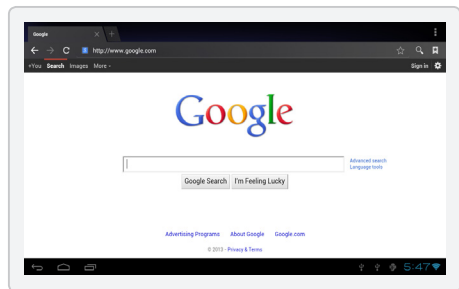 Google
http://www.google.com
+You Search Images More Sign in
Google
Advanced search
Language tools
Google Search I'm Feeling Lucky
Advertising Programs About Google Google.com
© 2013 - Privacy & Terms
5:47